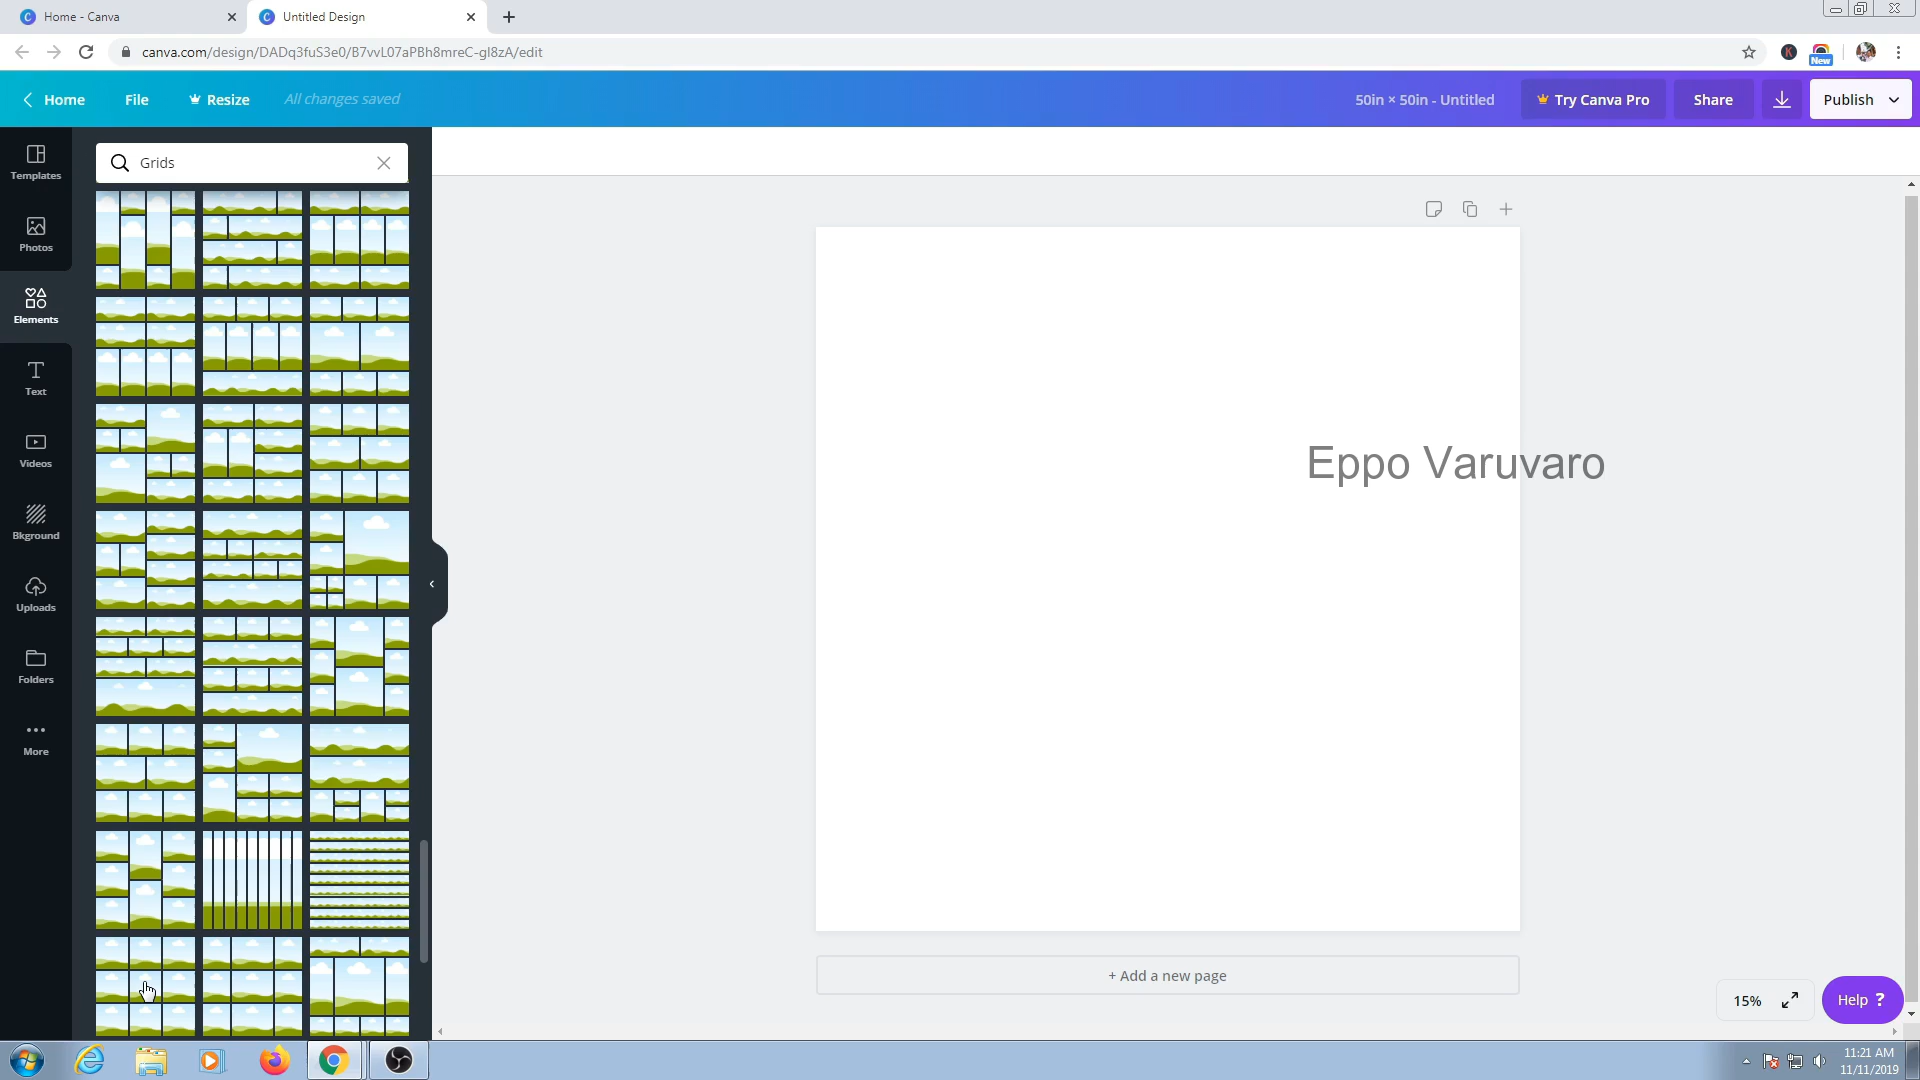 Home - Canva
Untitled Design
canva.com/design/DADq3fuS3e0/B7vvL07aPBh8mreC-gI8zA/edit
New
Home
File
Resize
All changes saved
50in × 50in - Untitled
Try Canva Pro
Share
Publish
Templates
Grids
Photos
Elements
Text
Videos
Bkground
Uploads
Folders
More
Eppo Varuvaro
+ Add a new page
15%
Help ?
11:21 AM
11/11/2019